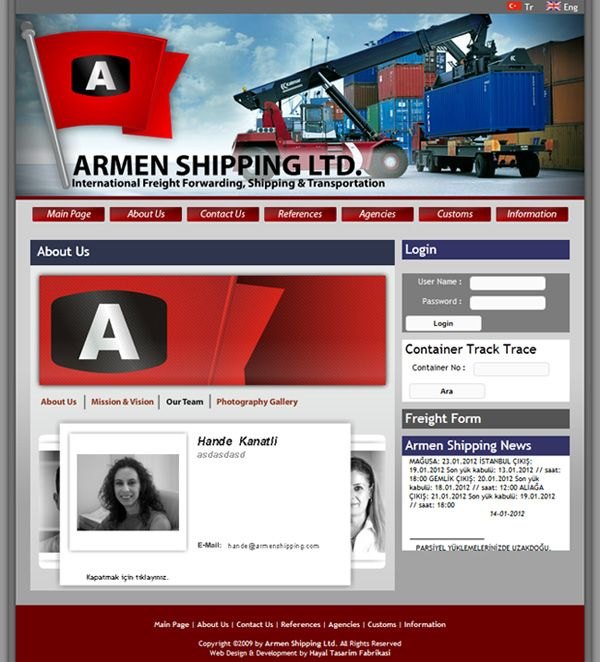 Tr Eng
A
ARMEN SHIPPING LTD.
International Freight Forwarding, Shipping & Transportation
Main Page About Us Contact Us References Agencies Customs Information
About Us
A
About Us Mission & Vision Our Team Photography Gallery
Hande Kanatli
asdasdasd
E-Mail: hande@armenshipping.com
Kapatmak için tıklayınız.
Login
User Name :
Password :
Login
Container Track Trace
Container No :
Ara
Freight Form
Armen Shipping News
MAĞUSA: 23.01.2012 İSTANBUL ÇIKIŞ:
19.01.2012 Son yük kabulü: 13.01.2012 // saat:
18:00 GEMLİK ÇIKIŞ: 20.01.2012 Son yük
kabulü: 18.01.2012 // saat: 12:00 ALİAĞA
ÇIKIŞ: 21.01.2012 Son yük kabulü: 19.01.2012
// saat: 18:00
14-01-2012
PARSİYEL YÜKLEMELERİNİZDE UZAKDOĞU,
Main Page | About Us | Contact Us | References | Agencies | Customs | Information
Copyright ©2009 by Armen Shipping Ltd. All Rights Reserved
Web Design & Development by Hayal Tasarim Fabrikasi